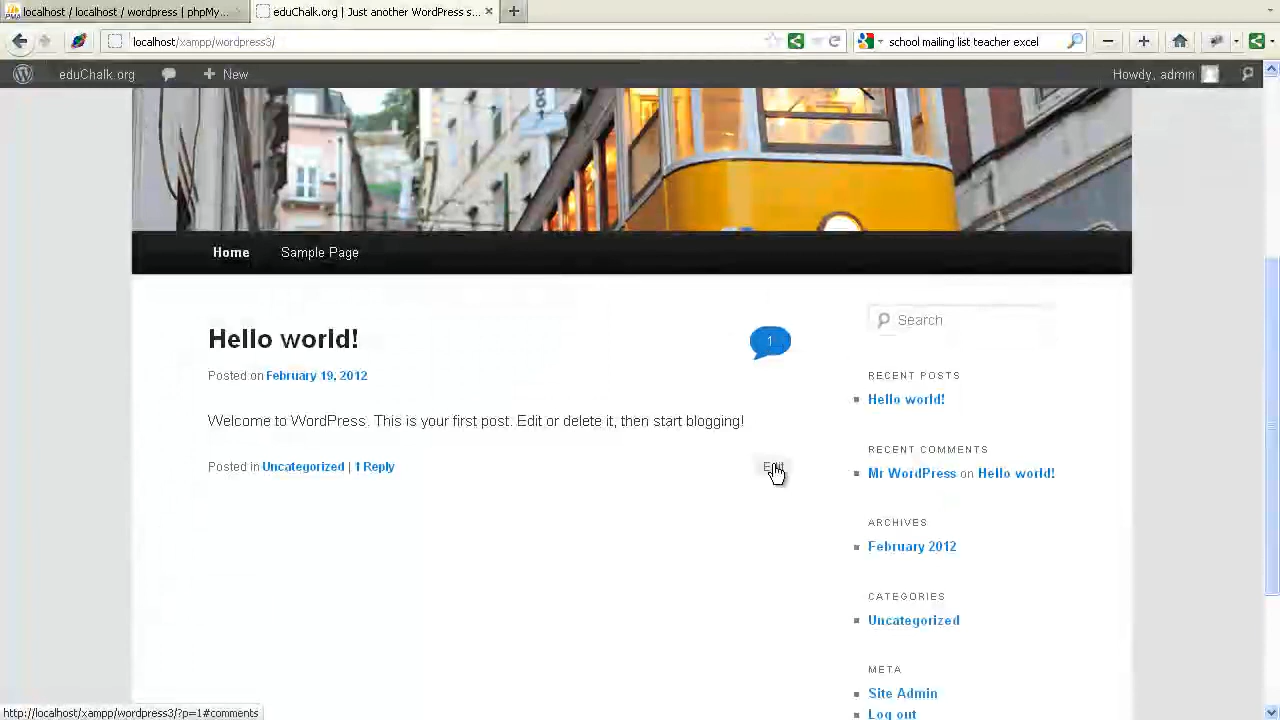 localhost / localhost / wordpress | phpMy...
eduChalk.org | Just another WordPress s...
localhost/xampp/wordpress3/
school mailing list teacher excel
eduChalk.org
New
Howdy, admin
Home
Sample Page
Hello world!
1
Posted on February 19, 2012
Welcome to WordPress. This is your first post. Edit or delete it, then start blogging!
Posted in Uncategorized | 1 Reply
Search
RECENT POSTS
Hello world!
RECENT COMMENTS
Mr WordPress on Hello world!
ARCHIVES
February 2012
CATEGORIES
Uncategorized
META
Site Admin
Log out
http://localhost/xampp/wordpress3/?p=1#comments